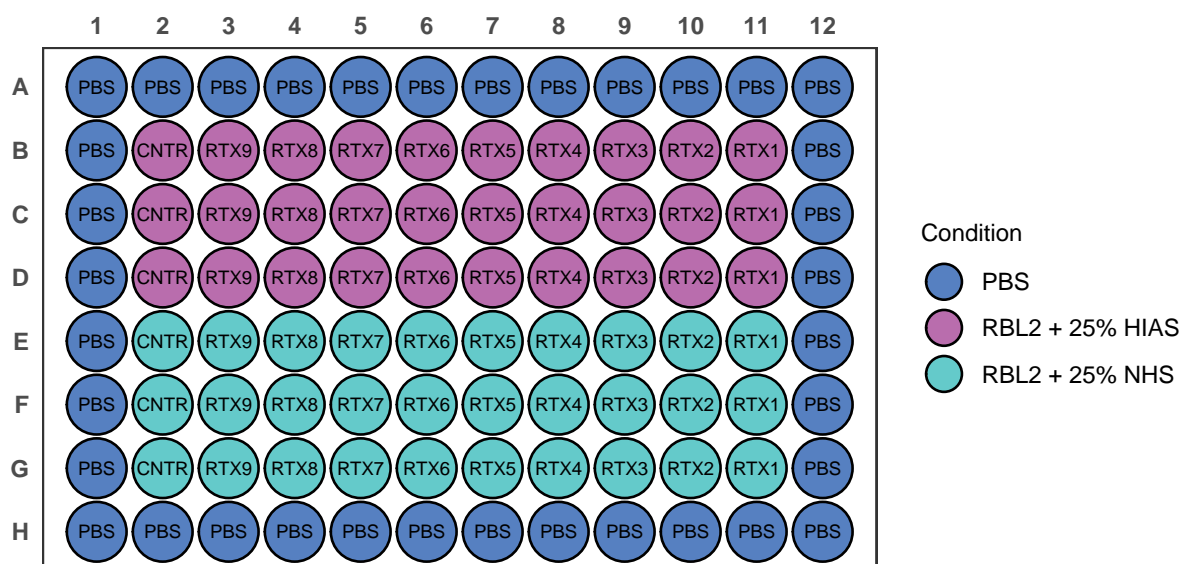 1 2 3 4 5 6 7 8 9 10 11 12
A PBS PBS PBS PBS PBS PBS PBS PBS PBS PBS PBS PBS
B PBS CNTR RTX9 RTX8 RTX7 RTX6 RTX5 RTX4 RTX3 RTX2 RTX1 PBS
C PBS CNTR RTX9 RTX8 RTX7 RTX6 RTX5 RTX4 RTX3 RTX2 RTX1 PBS
D PBS CNTR RTX9 RTX8 RTX7 RTX6 RTX5 RTX4 RTX3 RTX2 RTX1 PBS
E PBS CNTR RTX9 RTX8 RTX7 RTX6 RTX5 RTX4 RTX3 RTX2 RTX1 PBS
F PBS CNTR RTX9 RTX8 RTX7 RTX6 RTX5 RTX4 RTX3 RTX2 RTX1 PBS
G PBS CNTR RTX9 RTX8 RTX7 RTX6 RTX5 RTX4 RTX3 RTX2 RTX1 PBS
H PBS PBS PBS PBS PBS PBS PBS PBS PBS PBS PBS PBS
Condition
PBS
RBL2 + 25% HIAS
RBL2 + 25% NHS